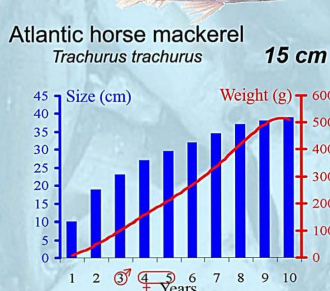 Atlantic horse mackerel
Trachurus trachurus
15 cm
Size (cm)
Weight (g)
45
40
35
30
25
20
15
10
5
0
600
500
400
300
200
100
0
1 2 3 4 5 6 7 8 9 10
♂
♀
Years